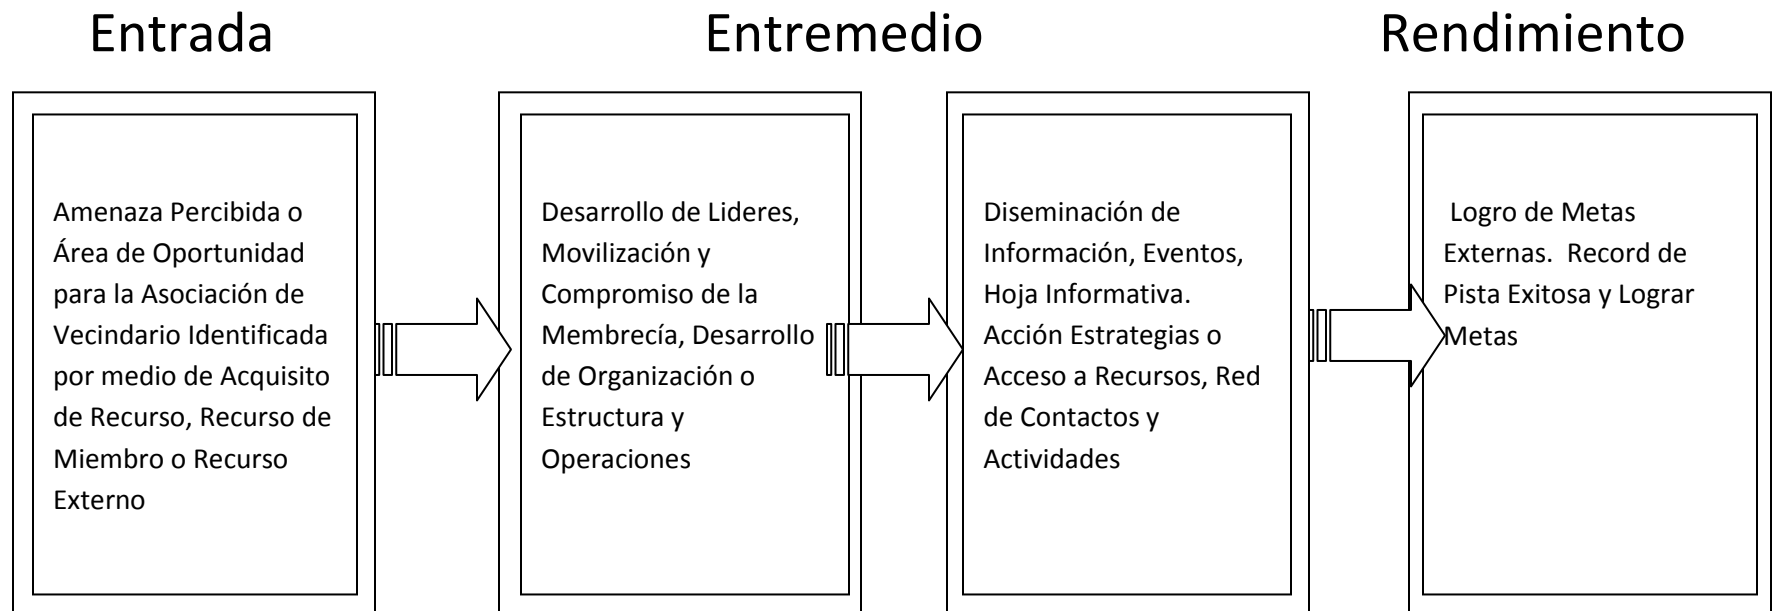 Entrada
Entremedio
Rendimiento
Amenaza Percibida o
Área de Oportunidad
para la Asociación de
Vecindario Identificada
por medio de Acquisito
de Recurso, Recurso de
Miembro o Recurso
Externo
Desarrollo de Lideres,
Movilización y
Compromiso de la
Membrecía, Desarrollo
de Organización o
Estructura y
Operaciones
Diseminación de
Información, Eventos,
Hoja Informativa.
Acción Estrategias o
Acceso a Recursos, Red
de Contactos y
Actividades
Logro de Metas
Externas.  Record de
Pista Exitosa y Lograr
Metas